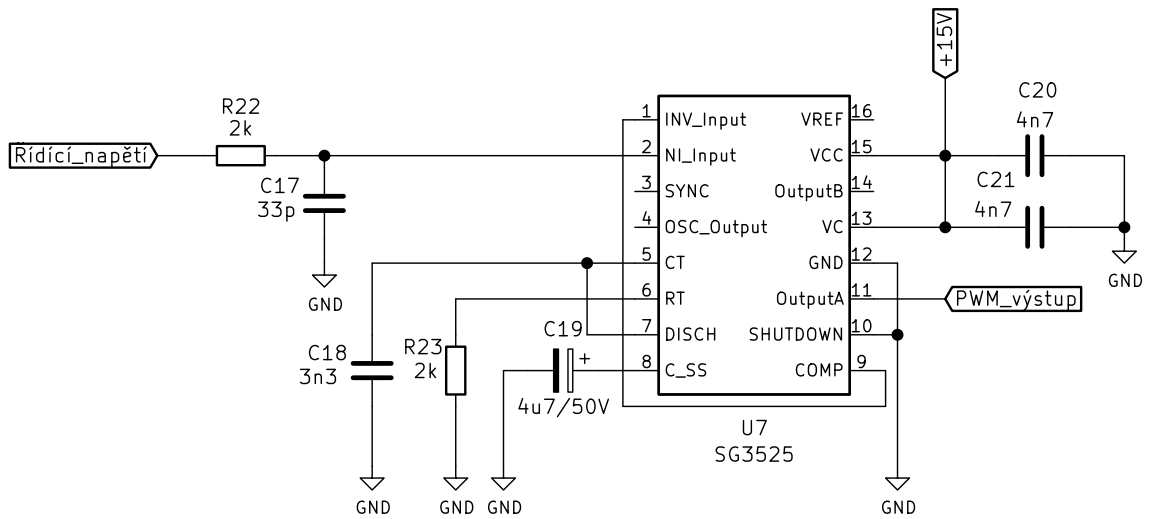 +15V
R22
2k
Řídící_napětí
C17
33p
GND
1 INV_Input
2 NI_Input
3 SYNC
4 OSC_Output
5 CT
6 RT
7 DISCH
8 C_SS
VREF 16
VCC 15
OutputB 14
VC 13
GND 12
OutputA 11
SHUTDOWN 10
COMP 9
C20
4n7
C21
4n7
GND
PWM_výstup
C18
3n3
R23
2k
C19
+
4u7/50V
U7
SG3525
GND
GND
GND
GND